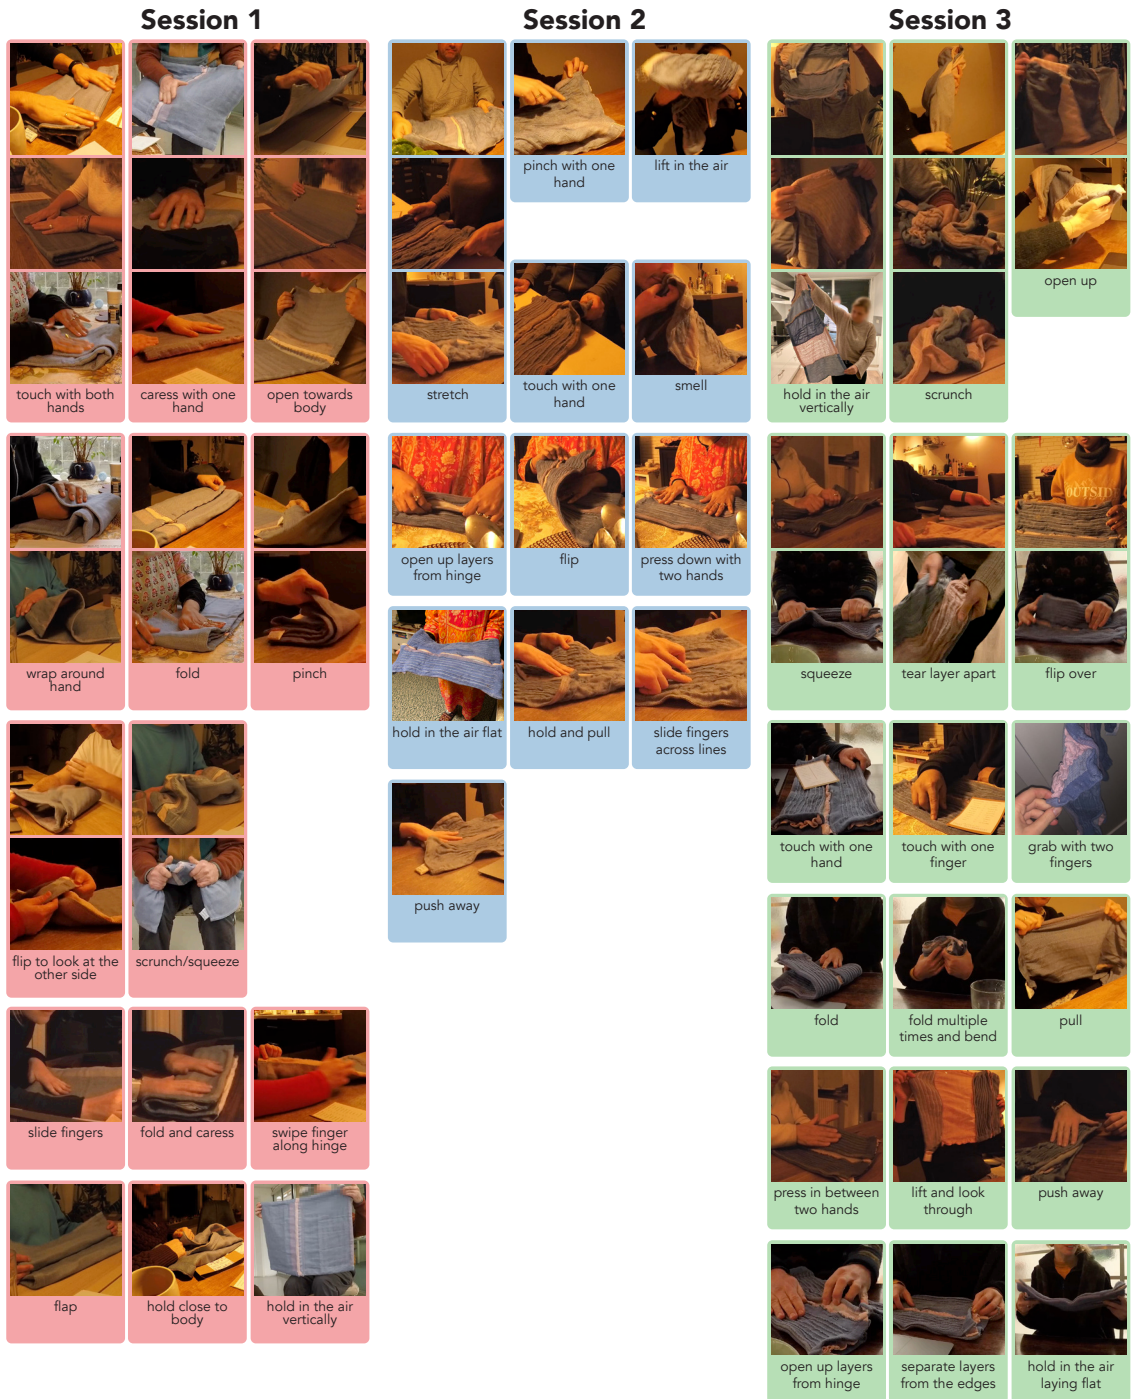 Session 1
Session 2
Session 3
touch with both
hands
caress with one
hand
open towards
body
wrap around
hand
fold
pinch
flip to look at the
other side
scrunch/squeeze
slide fingers
fold and caress
swipe finger
along hinge
flap
hold close to
body
hold in the air
vertically
pinch with one
hand
lift in the air
stretch
touch with one
hand
smell
open up layers
from hinge
flip
press down with
two hands
hold in the air flat
hold and pull
slide fingers
across lines
push away
hold in the air
vertically
scrunch
open up
OUTSIDE
squeeze
tear layer apart
flip over
touch with one
hand
touch with one
finger
grab with two
fingers
fold
fold multiple
times and bend
pull
press in between
two hands
lift and look
through
push away
open up layers
from hinge
separate layers
from the edges
hold in the air
laying flat